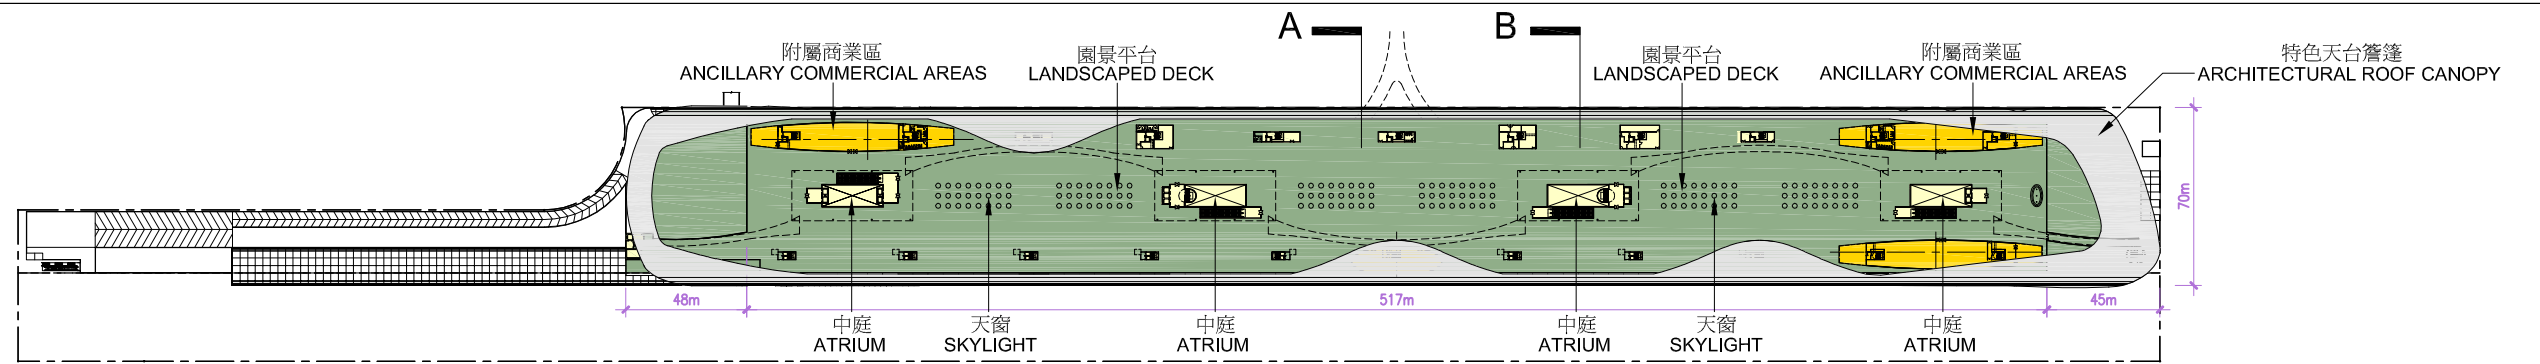 A
B
附屬商業區
ANCILLARY COMMERCIAL AREAS
園景平台
LANDSCAPED DECK
園景平台
LANDSCAPED DECK
附屬商業區
ANCILLARY COMMERCIAL AREAS
特色天台簷篷
ARCHITECTURAL ROOF CANOPY
70m
48m
517m
45m
中庭
ATRIUM
天窗
SKYLIGHT
中庭
ATRIUM
中庭
ATRIUM
天窗
SKYLIGHT
中庭
ATRIUM